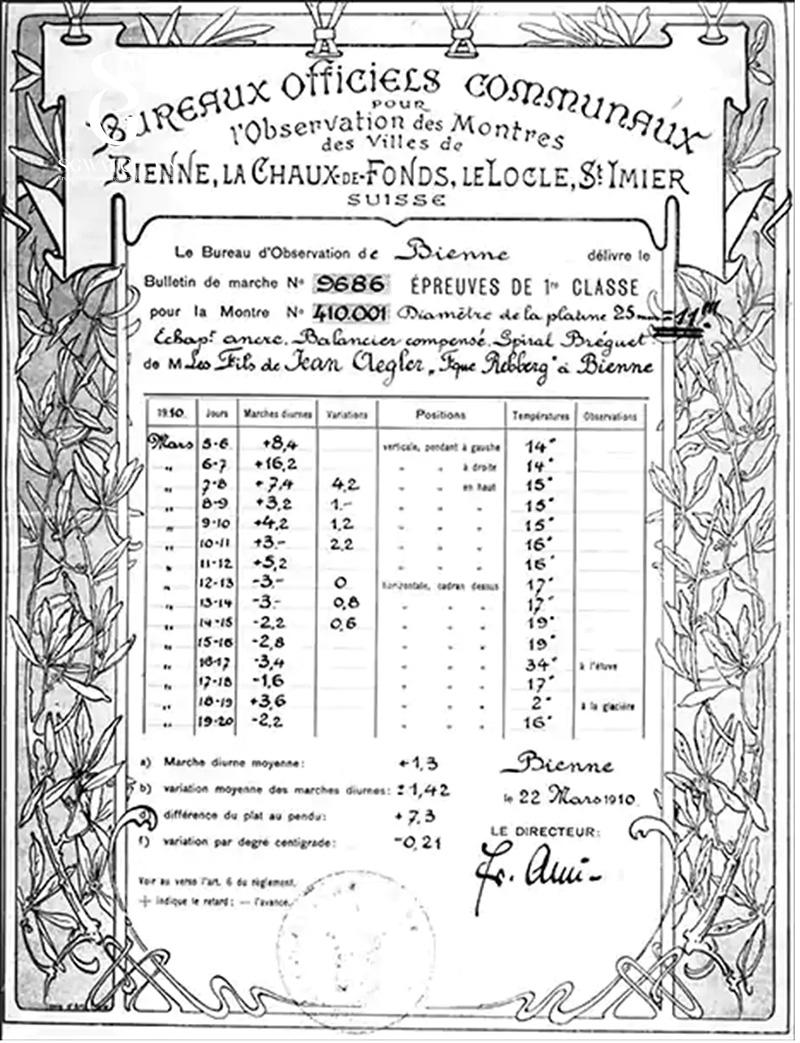 BUREAUX OFFICIELS COMMUNAUX
POUR
l'Observation des Montres
des Villes de
BIENNE, LA CHAUX-DE-FONDS, LE LOCLE, ST IMIER
SUISSE
Le Bureau d'Observation de Bienne délivre le
Bulletin de marche No 9686 ÉPREUVES DE 1re CLASSE
pour la Montre No 410.001 Diamètre de la platine 25 mm = 11'''
Echapt ancre. Balancier compensé. Spiral Bréguet
de M Les Fils de Jean Aegler „Fque Rebberg" à Bienne
1910. Jours Marches diurnes Variations Positions Températures Observations
Mars 5-6 +8,4 verticale, pendant à gauche 14°
„ 6-7 +16,2 „ „ à droite 14°
„ 7-8 +7,4 4,2 „ „ en haut 15°
„ 8-9 +3,2 1.- „ „ „ 15°
„ 9-10 +4,2 1,2 „ „ „ 15°
„ 10-11 +3.- 2,2 „ „ „ 16°
„ 11-12 +5,2 „ „ „ 16°
„ 12-13 -3.- 0 horizontale, cadran dessus 17°
„ 13-14 -3.- 0,8 „ „ „ 17°
„ 14-15 -2,2 0,6 „ „ „ 19°
„ 15-16 -2,8 „ „ „ 19°
„ 16-17 -3,4 „ „ „ 34° à l'étuve
„ 17-18 -1,6 „ „ „ 17°
„ 18-19 +3,6 „ „ „ 2° à la glacière
„ 19-20 -2,2 „ „ „ 16°
a) Marche diurne moyenne: +1,3
b) variation moyenne des marches diurnes: ±1,42
d) différence du plat au pendu: +7,3
f) variation par degré centigrade: -0,21
Bienne
le 22 Mars 1910.
LE DIRECTEUR:
Voir au verso l'art. 6 du règlement.
+ indique le retard; — l'avance.